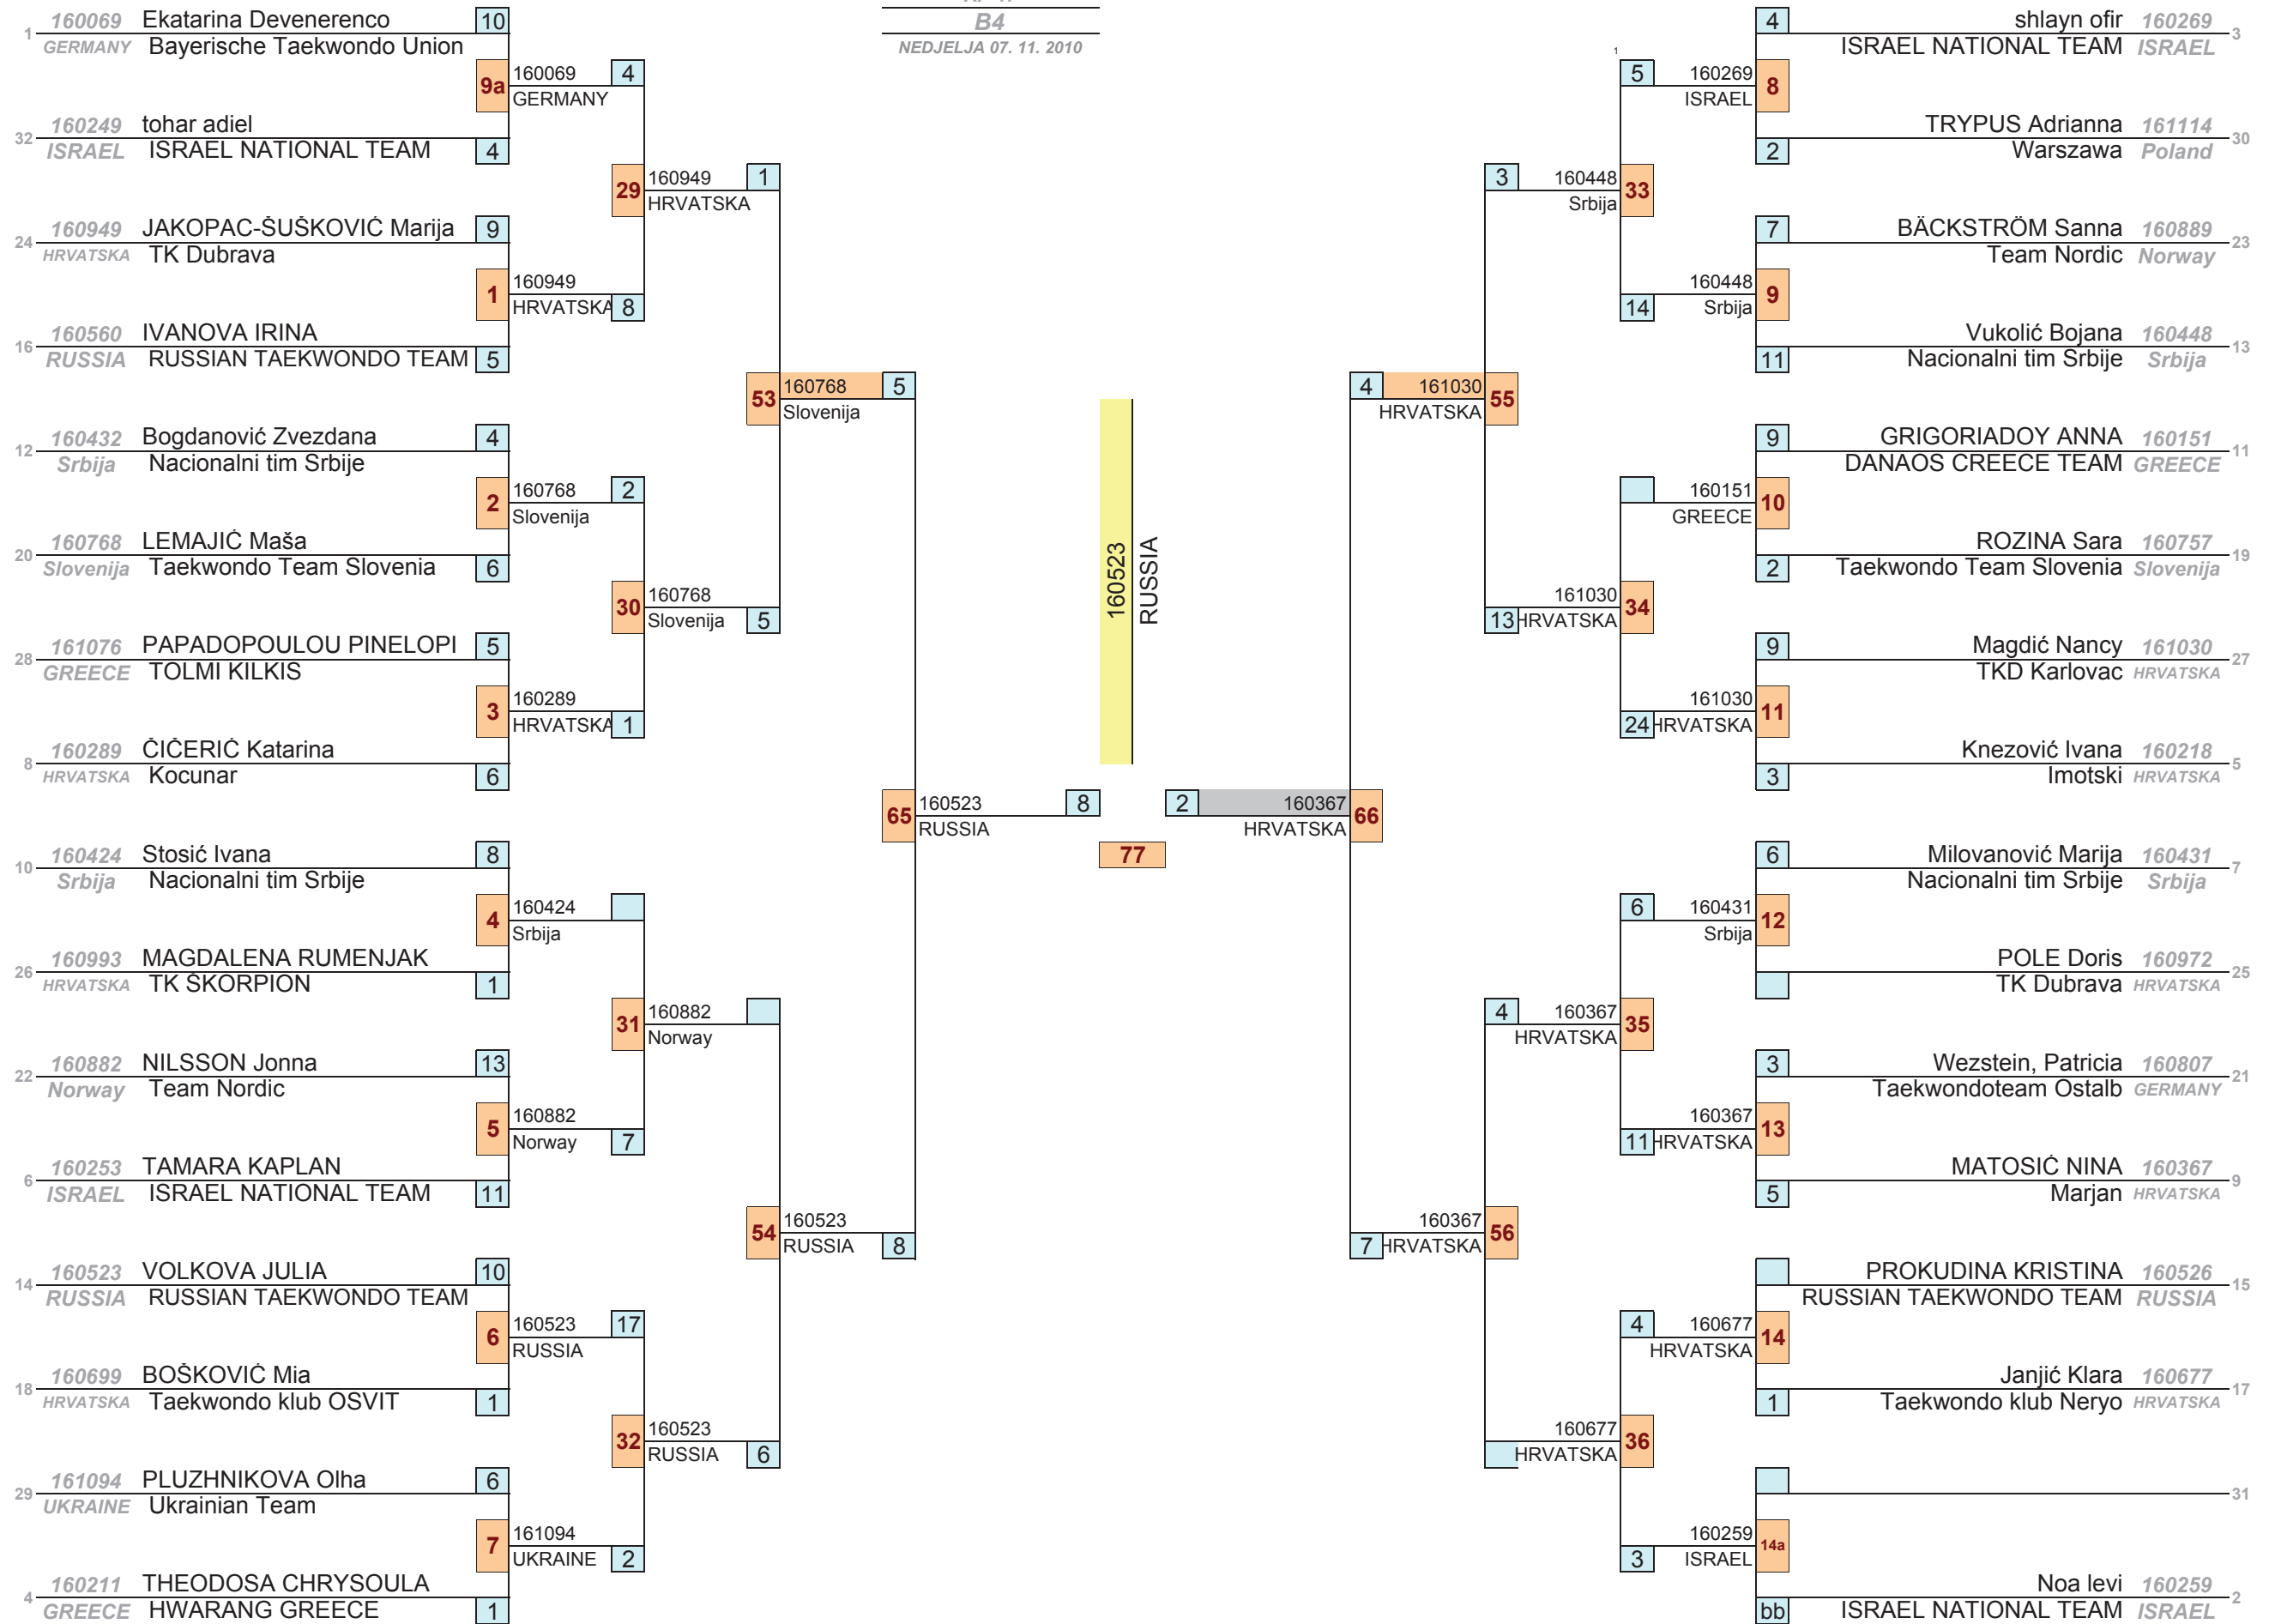 B4
NEDJELJA 07. 11. 2010
1 160069 Ekatarina Devenerenco 10
GERMANY Bayerische Taekwondo Union
9a 160069 4
GERMANY
32 160249 tohar adiel
ISRAEL ISRAEL NATIONAL TEAM 4
29 160949 1
HRVATSKA
24 160949 JAKOPAC-ŠUŠKOVIĆ Marija 9
HRVATSKA TK Dubrava
1 160949
HRVATSKA 8
16 160560 IVANOVA IRINA
RUSSIA RUSSIAN TAEKWONDO TEAM 5
53 160768 5
Slovenija
12 160432 Bogdanović Zvezdana 4
Srbija Nacionalni tim Srbije
2 160768 2
Slovenija
20 160768 LEMAJIĆ Maša
Slovenija Taekwondo Team Slovenia 6
30 160768
Slovenija 5
28 161076 PAPADOPOULOU PINELOPI 5
GREECE TOLMI KILKIS
3 160289
HRVATSKA 1
8 160289 ČIČERIĆ Katarina
HRVATSKA Kocunar 6
65 160523 8
RUSSIA
10 160424 Stosić Ivana 8
Srbija Nacionalni tim Srbije
4 160424
Srbija
26 160993 MAGDALENA RUMENJAK
HRVATSKA TK ŠKORPION 1
31 160882
Norway
22 160882 NILSSON Jonna 13
Norway Team Nordic
5 160882
Norway 7
6 160253 TAMARA KAPLAN
ISRAEL ISRAEL NATIONAL TEAM 11
54 160523
RUSSIA 8
14 160523 VOLKOVA JULIA 10
RUSSIA RUSSIAN TAEKWONDO TEAM
6 160523 17
RUSSIA
18 160699 BOŠKOVIĆ Mia
HRVATSKA Taekwondo klub OSVIT 1
32 160523
RUSSIA 6
29 161094 PLUZHNIKOVA Olha 6
UKRAINE Ukrainian Team
7 161094
UKRAINE 2
4 160211 THEODOSA CHRYSOULA
GREECE HWARANG GREECE 1
160523
RUSSIA
77
1
4 shlayn ofir 160269 3
ISRAEL NATIONAL TEAM ISRAEL
5 160269 8
ISRAEL
TRYPUS Adrianna 161114 30
2 Warszawa Poland
3 160448 33
Srbija
7 BÄCKSTRÖM Sanna 160889 23
Team Nordic Norway
160448 9
14 Srbija
Vukolić Bojana 160448 13
11 Nacionalni tim Srbije Srbija
4 161030 55
HRVATSKA
9 GRIGORIADOY ANNA 160151 11
DANAOS CREECE TEAM GREECE
160151 10
GREECE
ROZINA Sara 160757 19
2 Taekwondo Team Slovenia Slovenija
161030 34
13 HRVATSKA
9 Magdić Nancy 161030 27
TKD Karlovac HRVATSKA
161030 11
24 HRVATSKA
Knezović Ivana 160218 5
3 Imotski HRVATSKA
2 160367 66
HRVATSKA
6 Milovanović Marija 160431 7
Nacionalni tim Srbije Srbija
6 160431 12
Srbija
POLE Doris 160972 25
TK Dubrava HRVATSKA
4 160367 35
HRVATSKA
3 Wezstein, Patricia 160807 21
Taekwondoteam Ostalb GERMANY
160367 13
11 HRVATSKA
MATOSIĆ NINA 160367 9
5 Marjan HRVATSKA
160367 56
7 HRVATSKA
PROKUDINA KRISTINA 160526 15
RUSSIAN TAEKWONDO TEAM RUSSIA
4 160677 14
HRVATSKA
Janjić Klara 160677 17
1 Taekwondo klub Neryo HRVATSKA
160677 36
HRVATSKA
31
160259 14a
3 ISRAEL
Noa levi 160259 2
bb ISRAEL NATIONAL TEAM ISRAEL